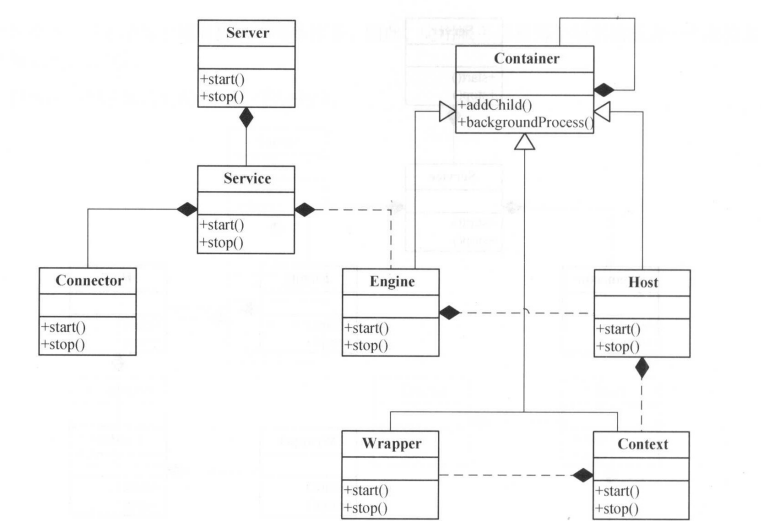 Server
+start()
+stop()
Container
+addChild()
+backgroundProcess()
Service
+start()
+stop()
Connector
+start()
+stop()
Engine
+start()
+stop()
Host
+start()
+stop()
Wrapper
+start()
+stop()
Context
+start()
+stop()